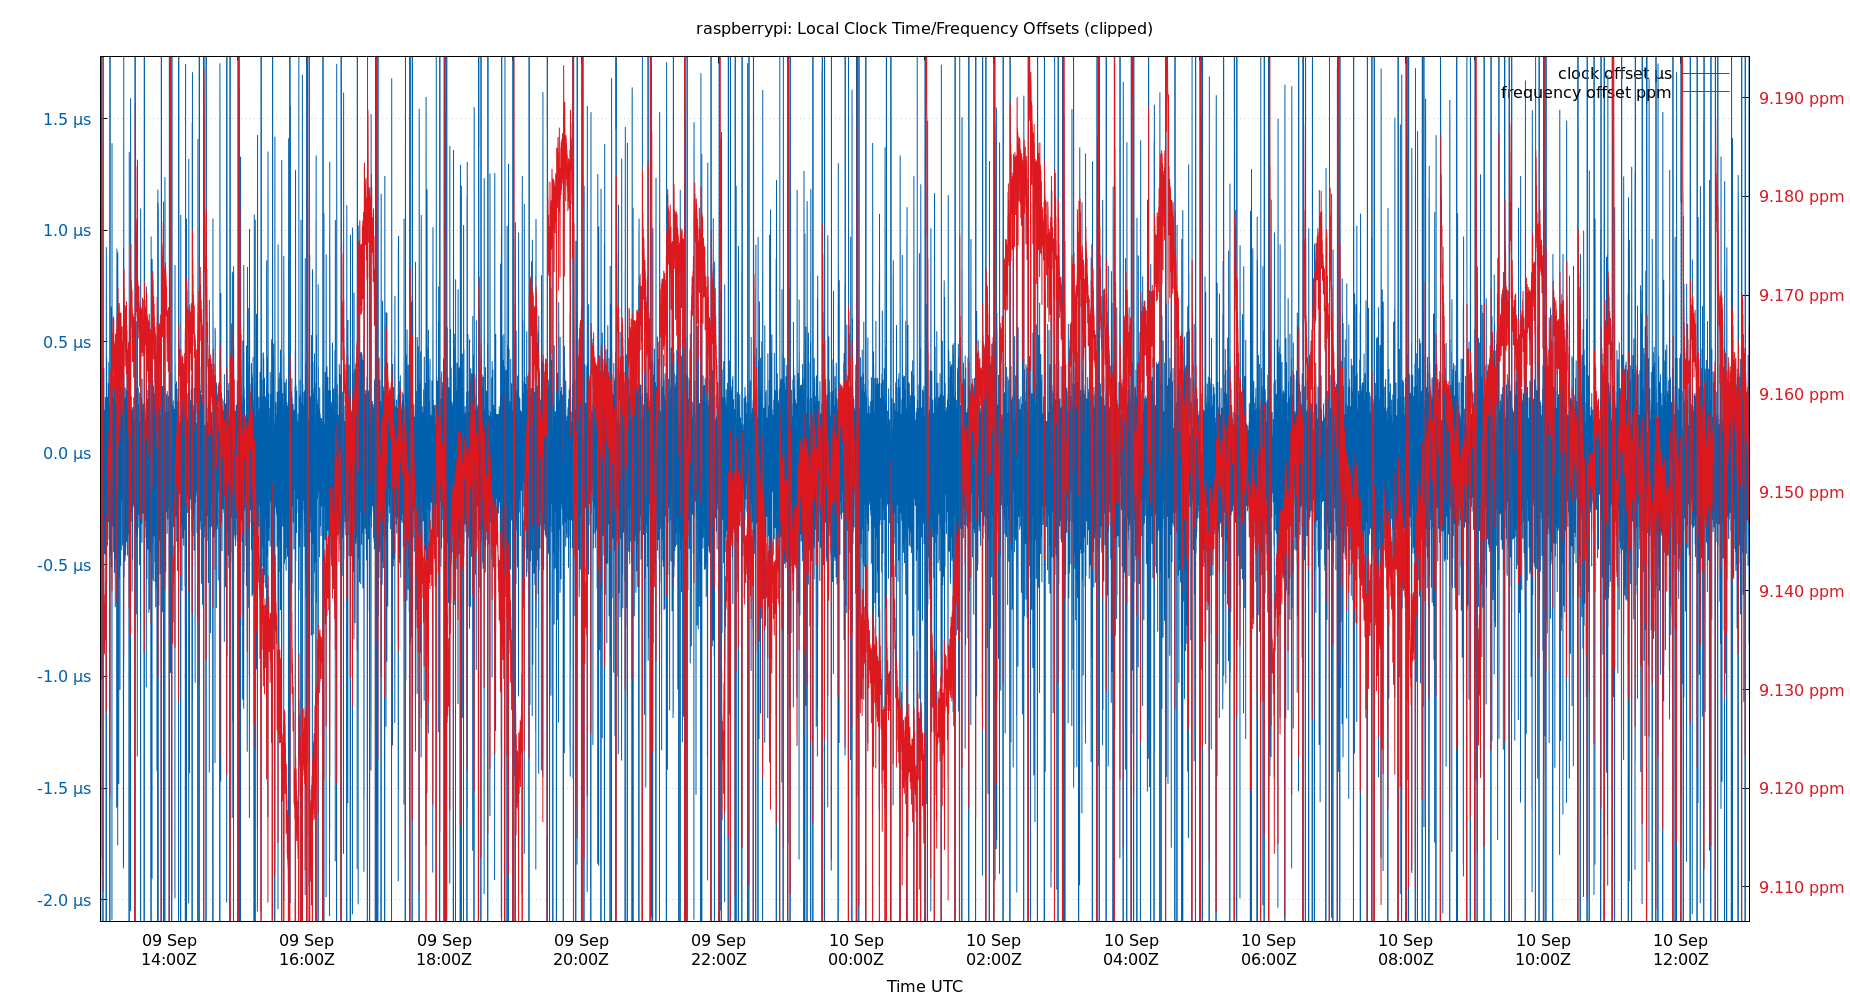 raspberrypi: Local Clock Time/Frequency Offsets (clipped)
clock offset µs
frequency offset ppm
1.5 µs
1.0 µs
0.5 µs
0.0 µs
-0.5 µs
-1.0 µs
-1.5 µs
-2.0 µs
9.190 ppm
9.180 ppm
9.170 ppm
9.160 ppm
9.150 ppm
9.140 ppm
9.130 ppm
9.120 ppm
9.110 ppm
09 Sep
14:00Z
09 Sep
16:00Z
09 Sep
18:00Z
09 Sep
20:00Z
09 Sep
22:00Z
10 Sep
00:00Z
10 Sep
02:00Z
10 Sep
04:00Z
10 Sep
06:00Z
10 Sep
08:00Z
10 Sep
10:00Z
10 Sep
12:00Z
Time UTC